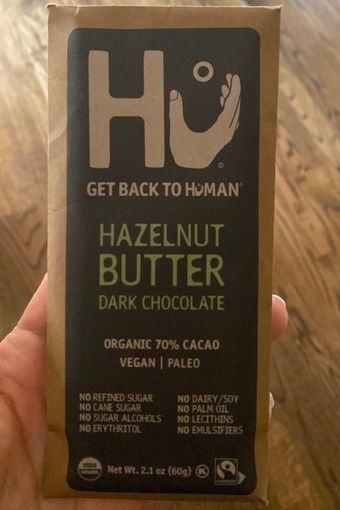 HU®
GET BACK TO HUMAN®
HAZELNUT
BUTTER
DARK CHOCOLATE
ORGANIC 70% CACAO
VEGAN | PALEO
NO REFINED SUGAR
NO CANE SUGAR
NO SUGAR ALCOHOLS
NO ERYTHRITOL
NO DAIRY/SOY
NO PALM OIL
NO LECITHINS
NO EMULSIFIERS
USDA
ORGANIC
Net Wt. 2.1 oz (60g)
K
FAIRTRADE